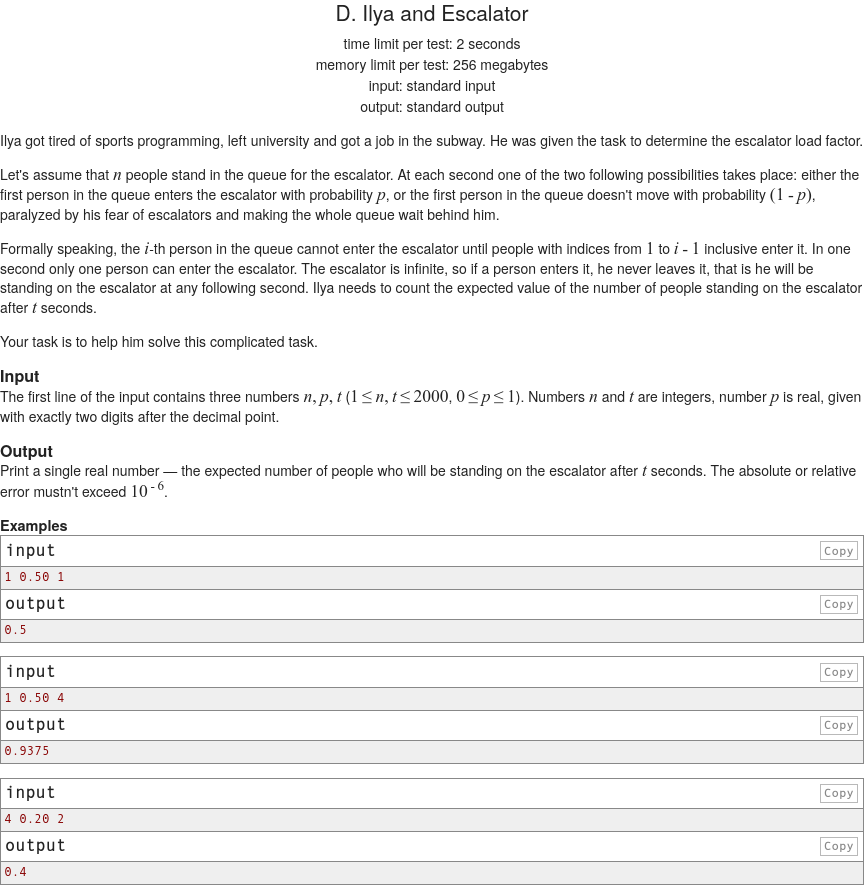 D. Ilya and Escalator
time limit per test: 2 seconds
memory limit per test: 256 megabytes
input: standard input
output: standard output
Ilya got tired of sports programming, left university and got a job in the subway. He was given the task to determine the escalator load factor.
Let's assume that n people stand in the queue for the escalator. At each second one of the two following possibilities takes place: either the
first person in the queue enters the escalator with probability p, or the first person in the queue doesn't move with probability (1 - p),
paralyzed by his fear of escalators and making the whole queue wait behind him.
Formally speaking, the i-th person in the queue cannot enter the escalator until people with indices from 1 to i - 1 inclusive enter it. In one
second only one person can enter the escalator. The escalator is infinite, so if a person enters it, he never leaves it, that is he will be
standing on the escalator at any following second. Ilya needs to count the expected value of the number of people standing on the escalator
after t seconds.
Your task is to help him solve this complicated task.
Input
The first line of the input contains three numbers n, p, t (1 ≤ n, t ≤ 2000, 0 ≤ p ≤ 1). Numbers n and t are integers, number p is real, given
with exactly two digits after the decimal point.
Output
Print a single real number — the expected number of people who will be standing on the escalator after t seconds. The absolute or relative
error mustn't exceed 10 - 6.
Examples
input Copy
1 0.50 1
output Copy
0.5
input Copy
1 0.50 4
output Copy
0.9375
input Copy
4 0.20 2
output Copy
0.4